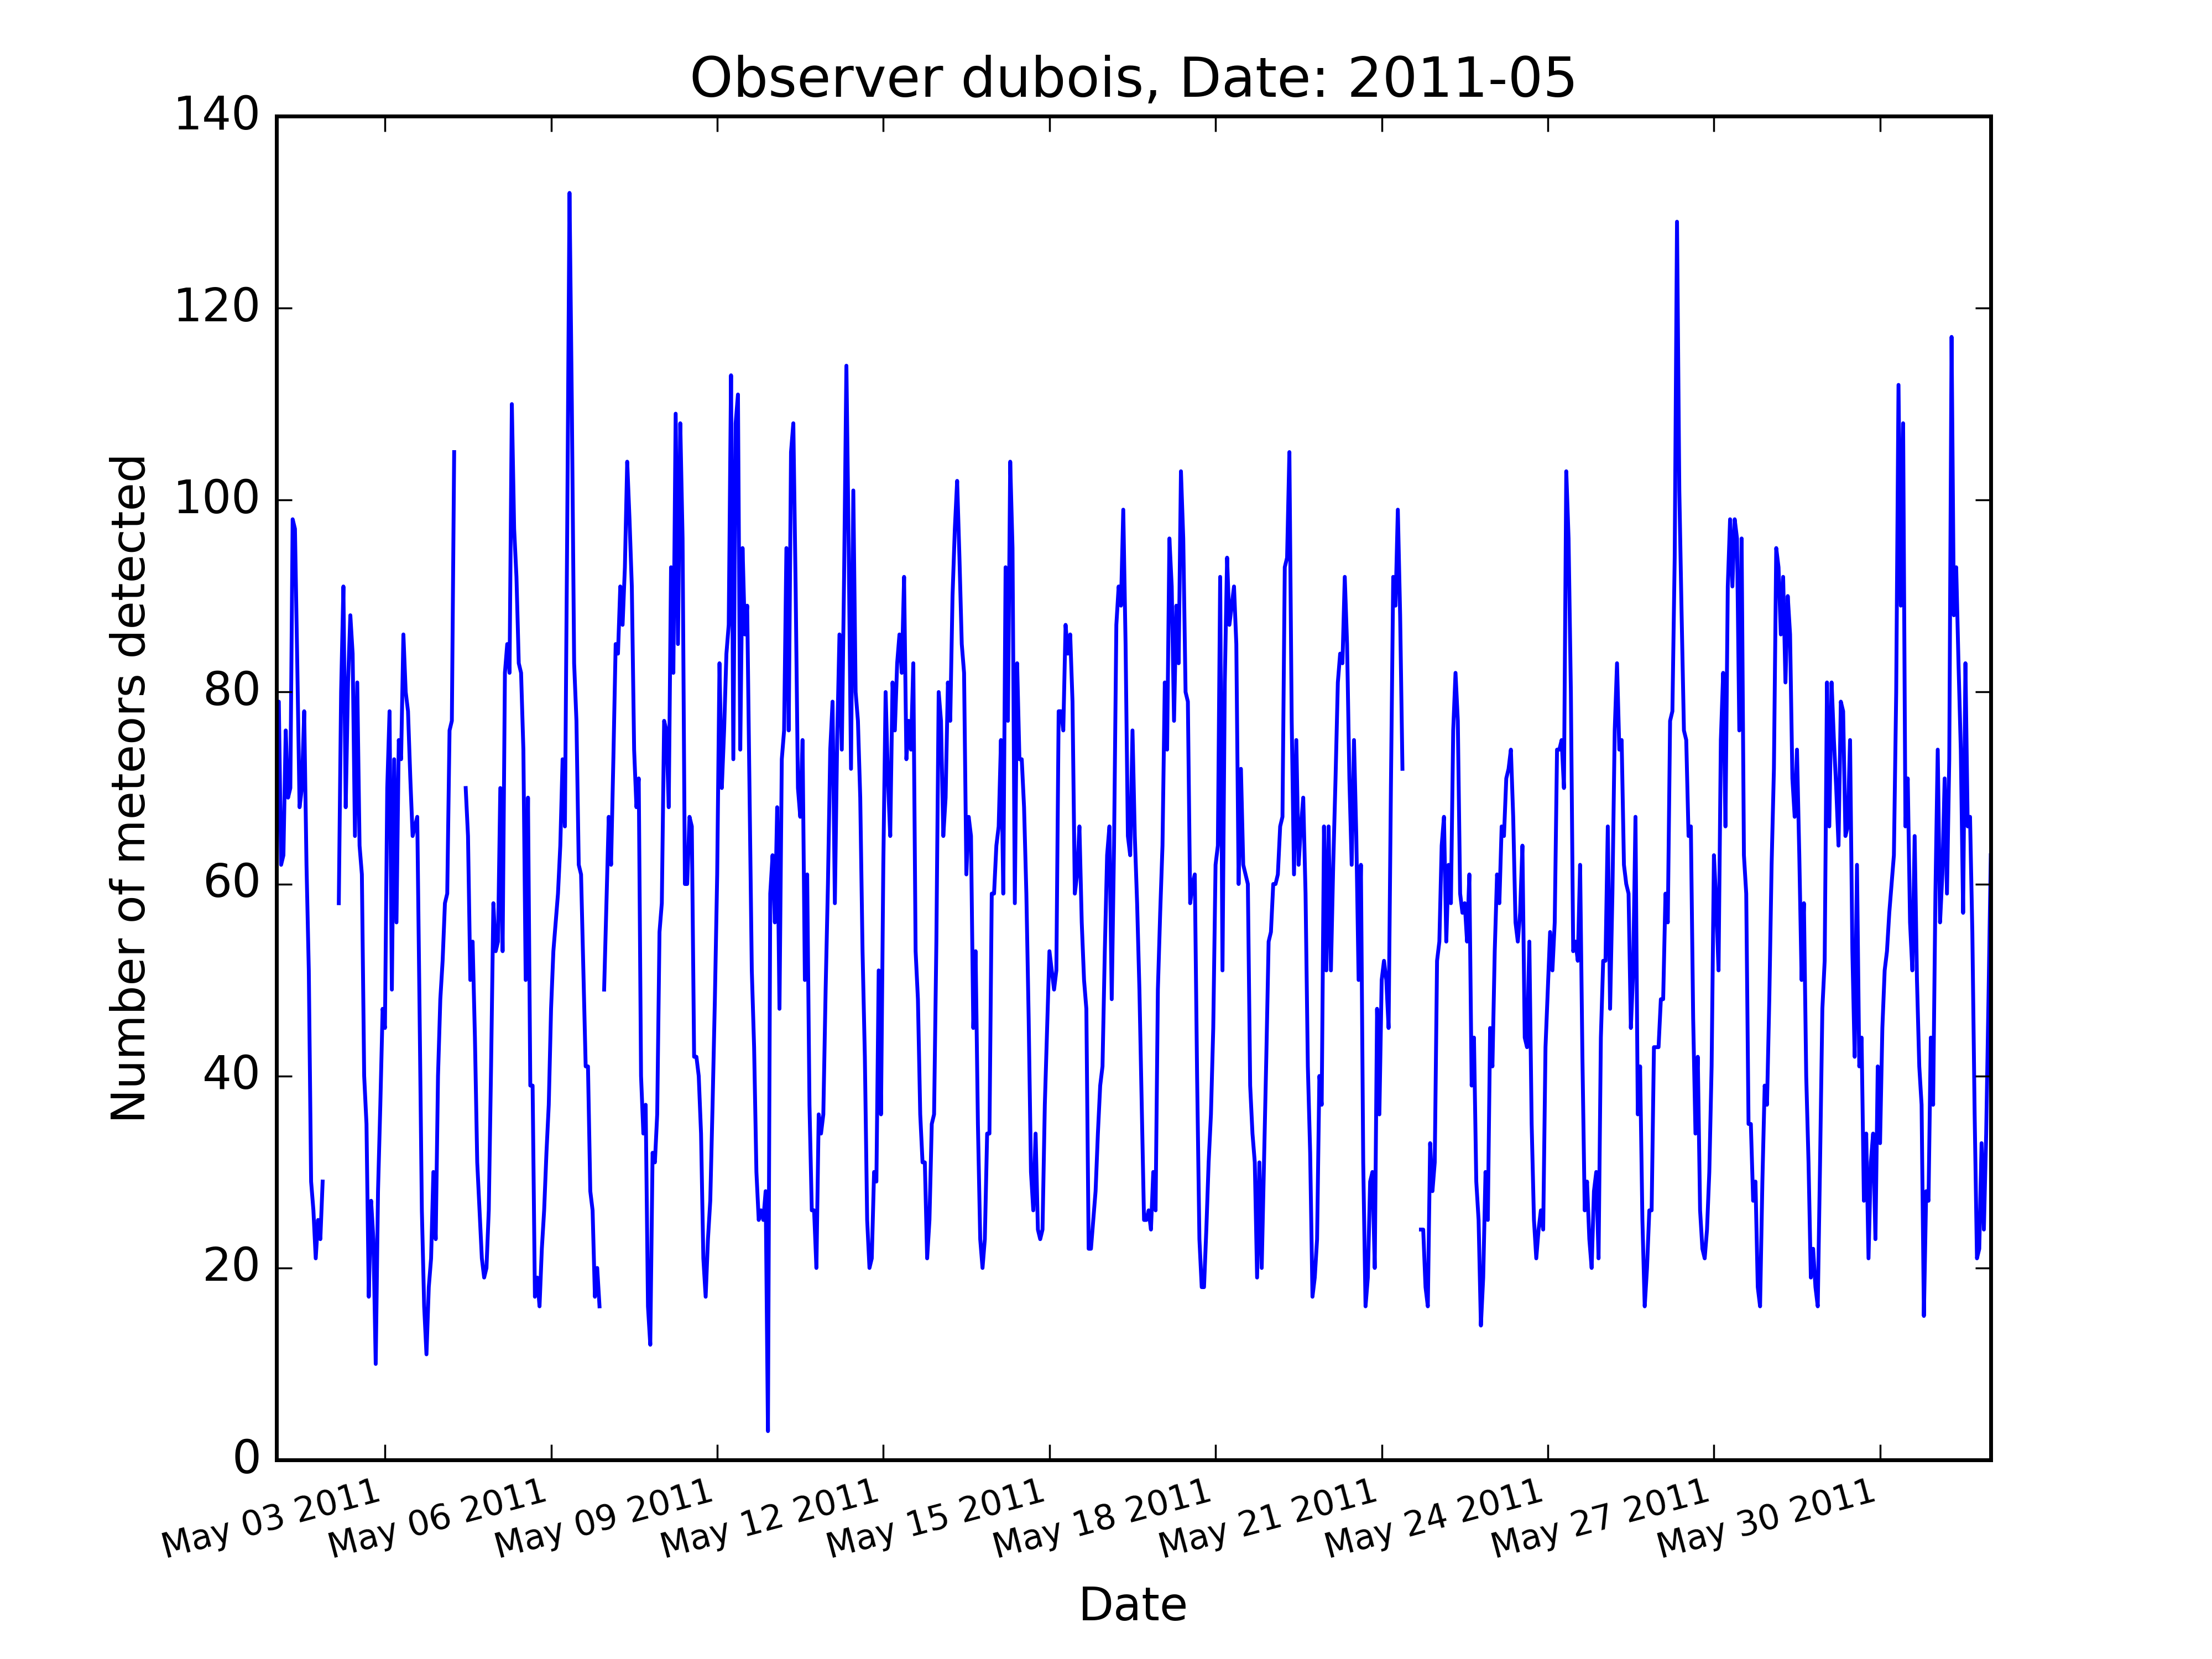 Observer dubois, Date: 2011-05
140
120
100
80
60
40
20
0
Number of meteors detected
May 03 2011
May 06 2011
May 09 2011
May 12 2011
May 15 2011
May 18 2011
May 21 2011
May 24 2011
May 27 2011
May 30 2011
Date